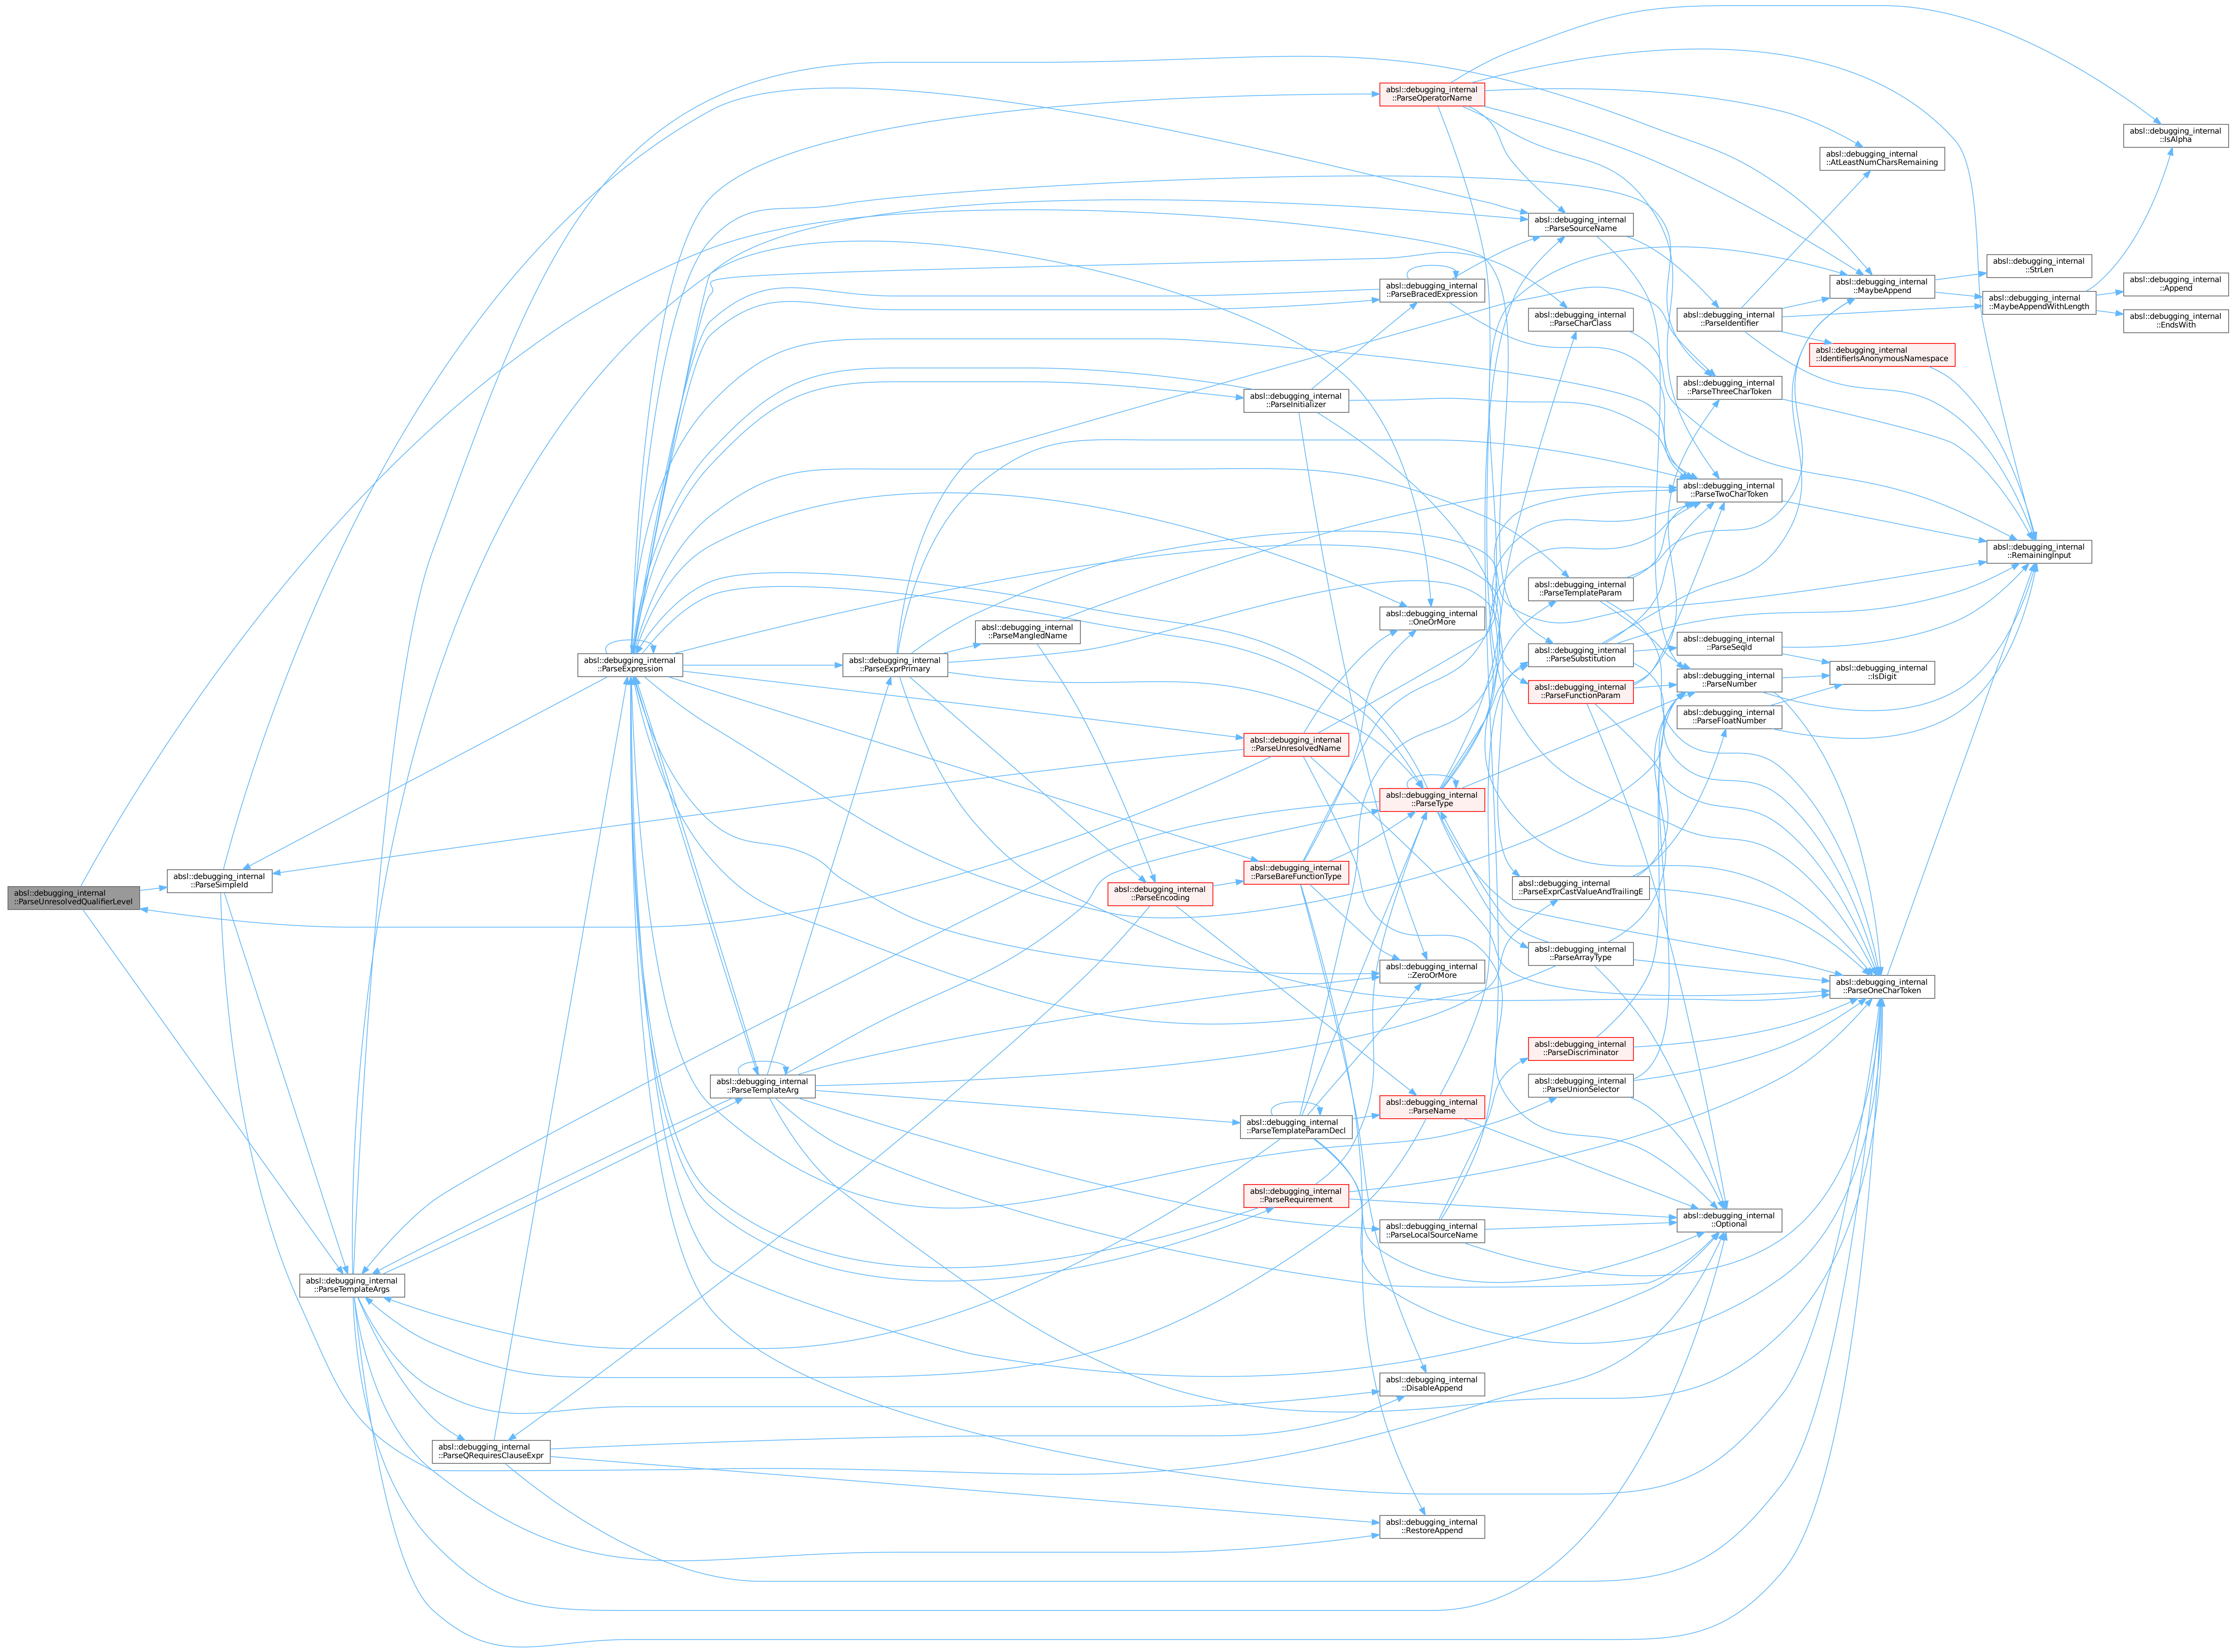 absl::debugging_internal
::ParseUnresolvedQualifierLevel
absl::debugging_internal
::ParseSimpleId
absl::debugging_internal
::ParseTemplateArgs
absl::debugging_internal
::ParseQRequiresClauseExpr
absl::debugging_internal
::ParseExpression
absl::debugging_internal
::ParseTemplateArg
absl::debugging_internal
::ParseExprPrimary
absl::debugging_internal
::ParseMangledName
absl::debugging_internal
::ParseEncoding
absl::debugging_internal
::ParseInitializer
absl::debugging_internal
::ParseUnresolvedName
absl::debugging_internal
::ParseBareFunctionType
absl::debugging_internal
::ParseTemplateParamDecl
absl::debugging_internal
::ParseRequirement
absl::debugging_internal
::ParseOperatorName
absl::debugging_internal
::ParseBracedExpression
absl::debugging_internal
::OneOrMore
absl::debugging_internal
::ParseType
absl::debugging_internal
::ZeroOrMore
absl::debugging_internal
::ParseName
absl::debugging_internal
::ParseLocalSourceName
absl::debugging_internal
::DisableAppend
absl::debugging_internal
::RestoreAppend
absl::debugging_internal
::ParseSourceName
absl::debugging_internal
::ParseCharClass
absl::debugging_internal
::ParseTemplateParam
absl::debugging_internal
::ParseSubstitution
absl::debugging_internal
::ParseFunctionParam
absl::debugging_internal
::ParseExprCastValueAndTrailingE
absl::debugging_internal
::ParseArrayType
absl::debugging_internal
::ParseDiscriminator
absl::debugging_internal
::ParseUnionSelector
absl::debugging_internal
::ParseIdentifier
absl::debugging_internal
::ParseThreeCharToken
absl::debugging_internal
::ParseTwoCharToken
absl::debugging_internal
::ParseSeqId
absl::debugging_internal
::ParseNumber
absl::debugging_internal
::ParseFloatNumber
absl::debugging_internal
::Optional
absl::debugging_internal
::AtLeastNumCharsRemaining
absl::debugging_internal
::MaybeAppend
absl::debugging_internal
::IdentifierIsAnonymousNamespace
absl::debugging_internal
::IsDigit
absl::debugging_internal
::ParseOneCharToken
absl::debugging_internal
::StrLen
absl::debugging_internal
::MaybeAppendWithLength
absl::debugging_internal
::RemainingInput
absl::debugging_internal
::IsAlpha
absl::debugging_internal
::Append
absl::debugging_internal
::EndsWith